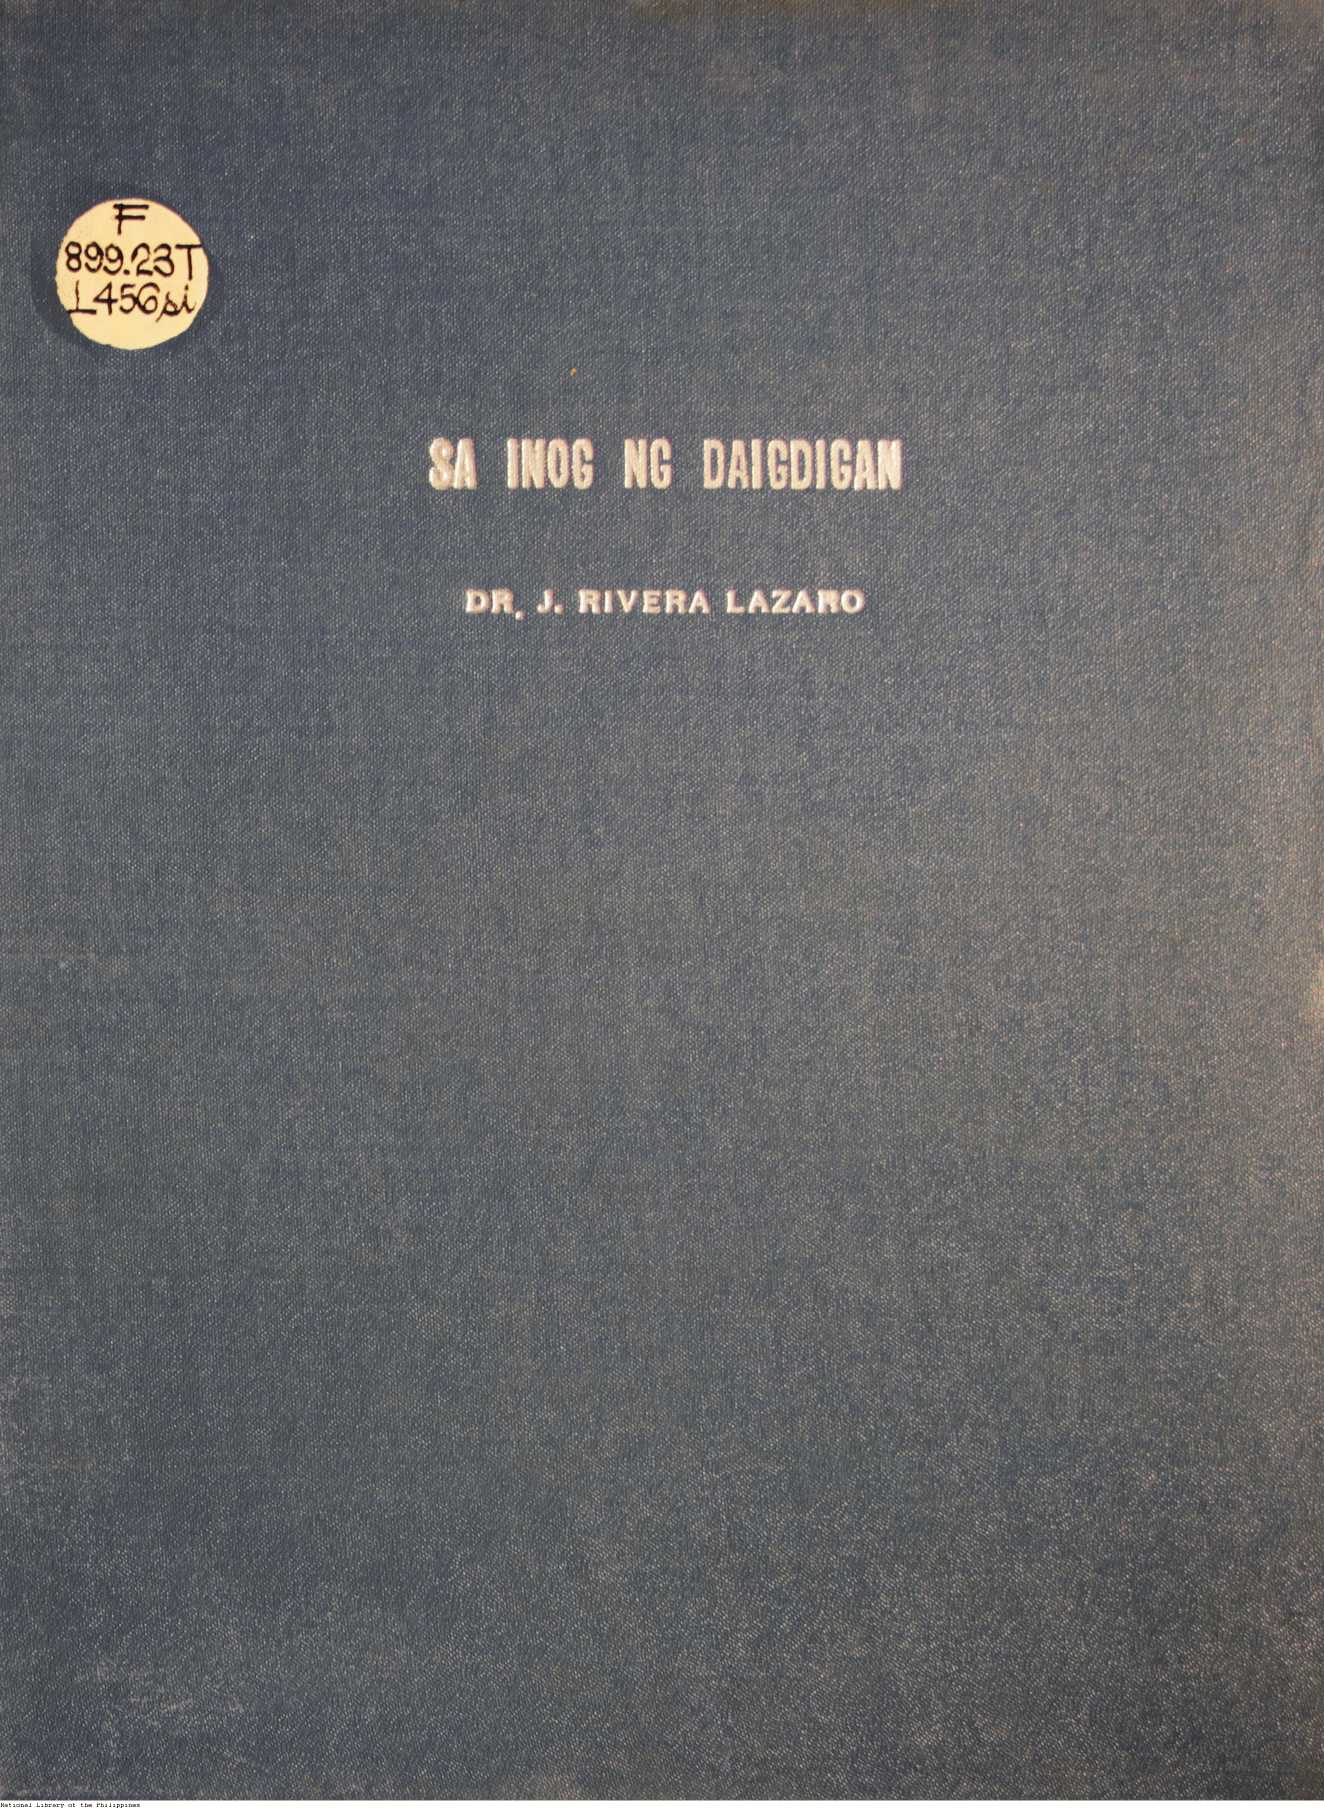 F
899.23T
L456si
SA INOG NG DAIGDIGAN
DR. J. RIVERA LAZARO
National Library of the Philippines